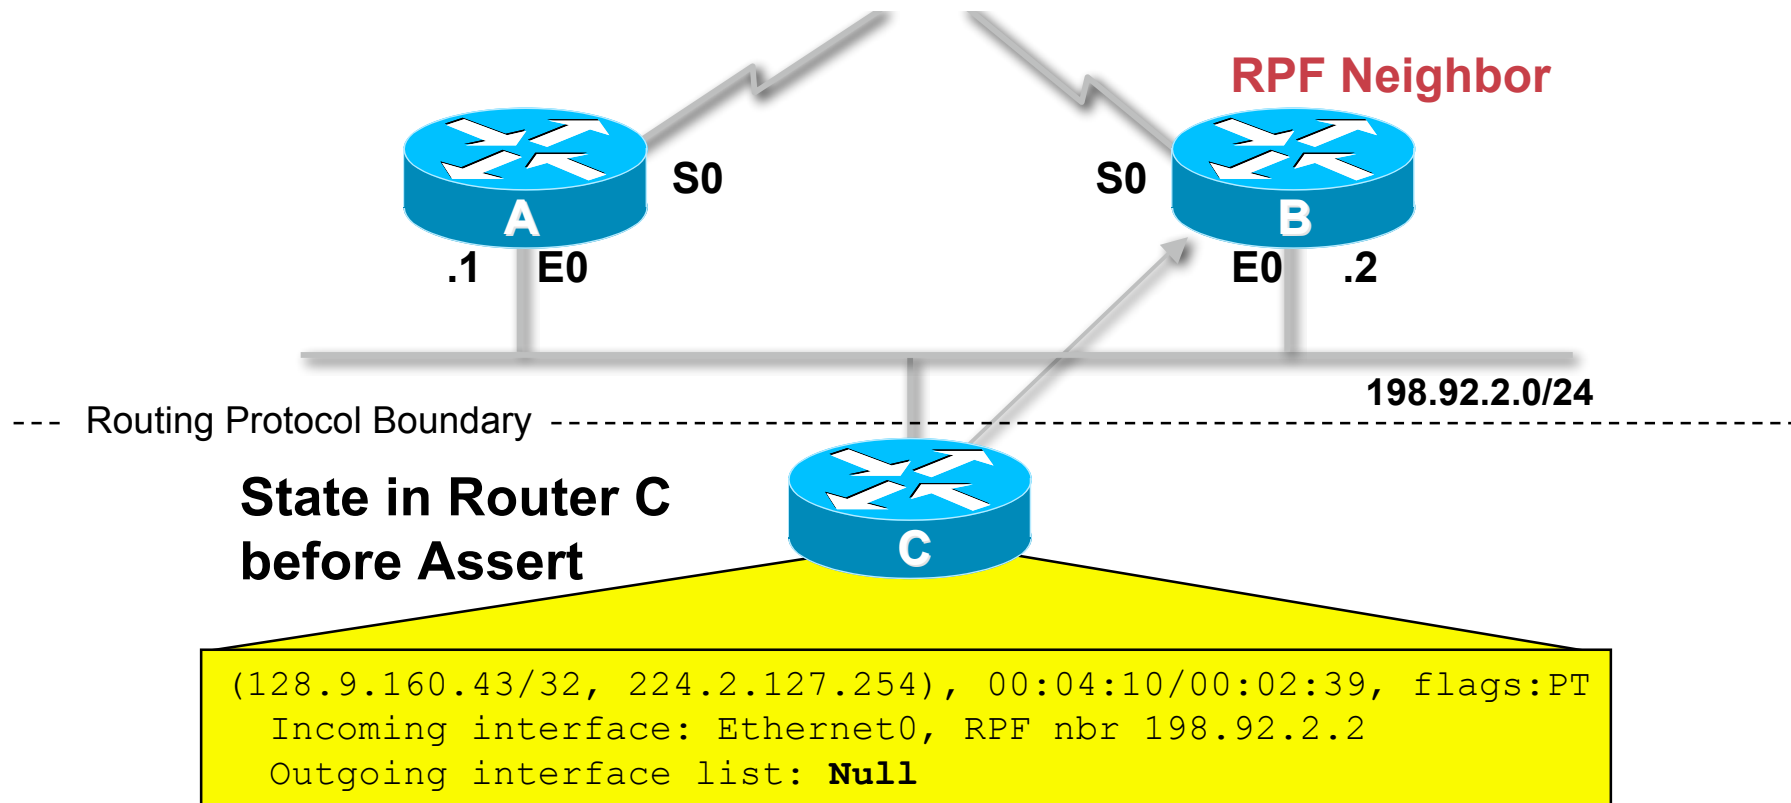 RPF Neighbor
S0
S0
A
B
.1 E0
E0 .2
198.92.2.0/24
--- Routing Protocol Boundary ---
State in Router C
before Assert
C
(128.9.160.43/32, 224.2.127.254), 00:04:10/00:02:39, flags:PT
Incoming interface: Ethernet0, RPF nbr 198.92.2.2
Outgoing interface list: Null